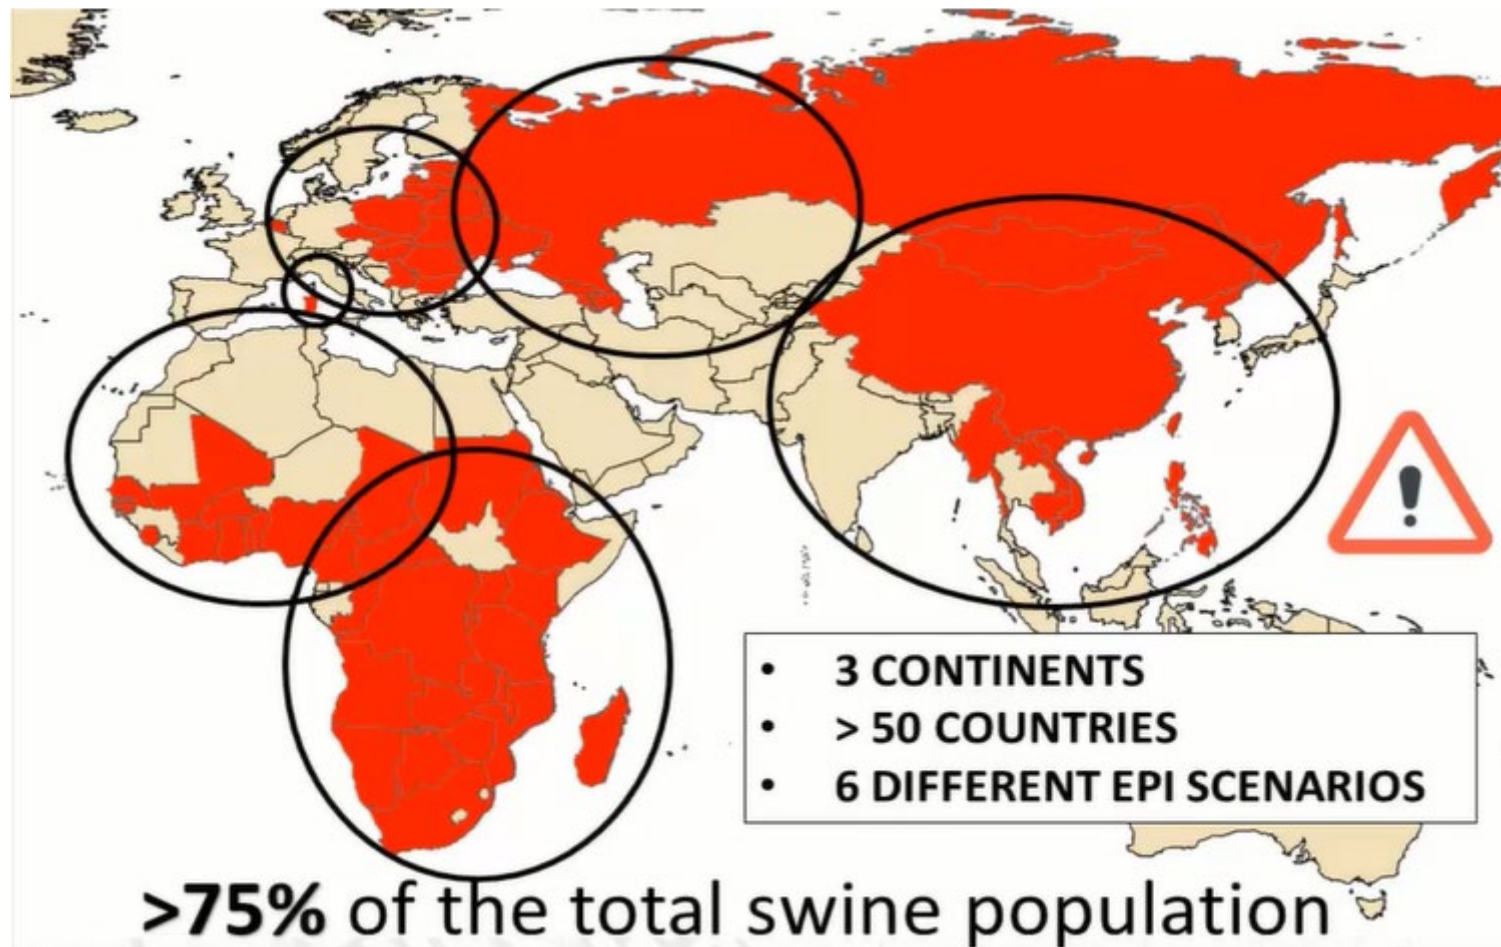 • 3 CONTINENTS
• > 50 COUNTRIES
• 6 DIFFERENT EPI SCENARIOS
>75% of the total swine population